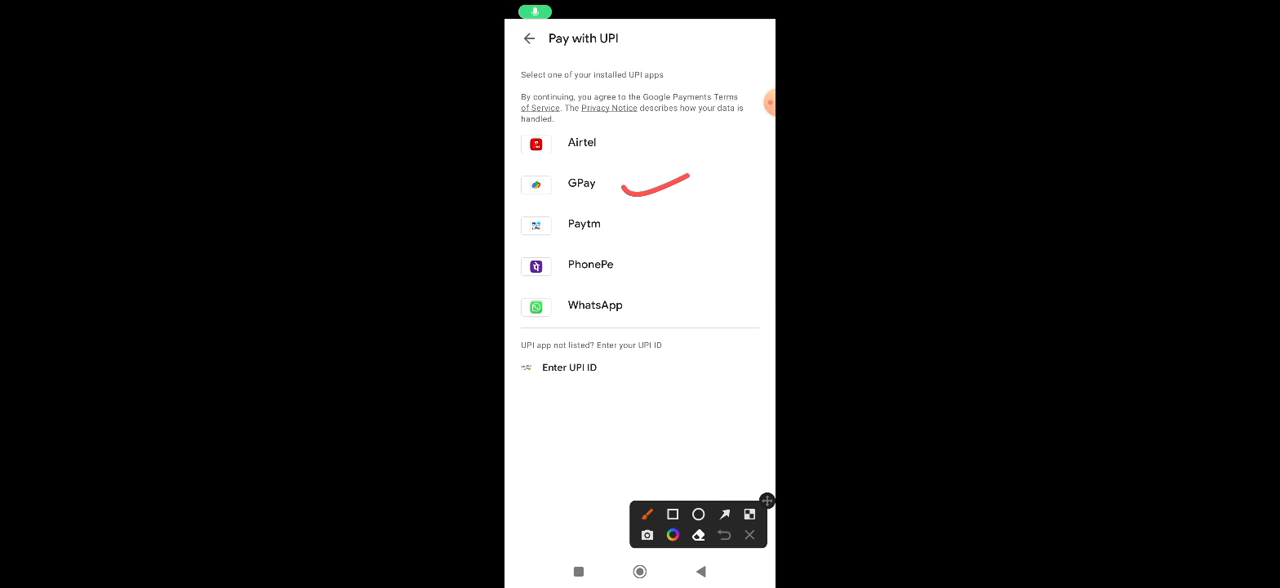 Pay with UPI
Select one of your installed UPI apps
By continuing, you agree to the Google Payments Terms
of Service. The Privacy Notice describes how your data is
handled.
Airtel
GPay
Paytm
PhonePe
WhatsApp
UPI app not listed? Enter your UPI ID
Enter UPI ID